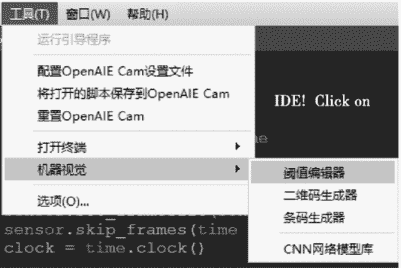 工具(T) 窗口(W) 帮助(H)
运行引导程序
配置OpenAIE Cam设置文件
将打开的脚本保存到OpenAIE Cam
重置OpenAIE Cam
IDE! Click on
打开终端
机器视觉
阈值编辑器
二维码生成器
选项(O)...
条码生成器
sensor.skip_frames(time
clock = time.clock()
CNN网络模型库